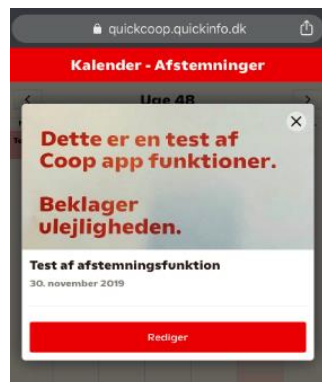 quickcoop.quickinfo.dk
Kalender - Afstemninger
Uge 48
Dette er en test af
Coop app funktioner.
Beklager
ulejligheden.
Test af afstemningsfunktion
30. november 2019
Rediger